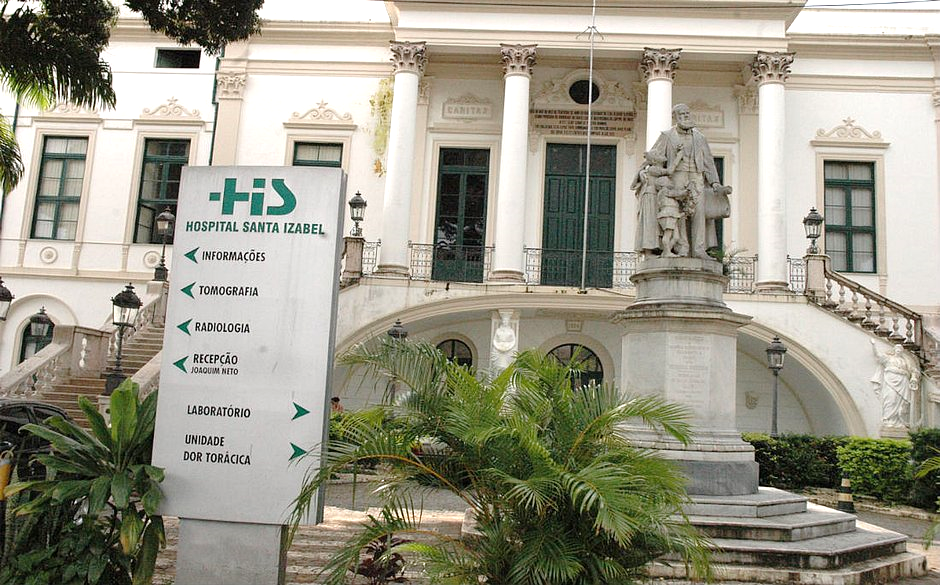 HIS
HOSPITAL SANTA IZABEL
INFORMAÇÕES
TOMOGRAFIA
RADIOLOGIA
RECEPÇÃO
JOAQUIM NETO
LABORATÓRIO
UNIDADE
DOR TORÁCICA
CARITAS